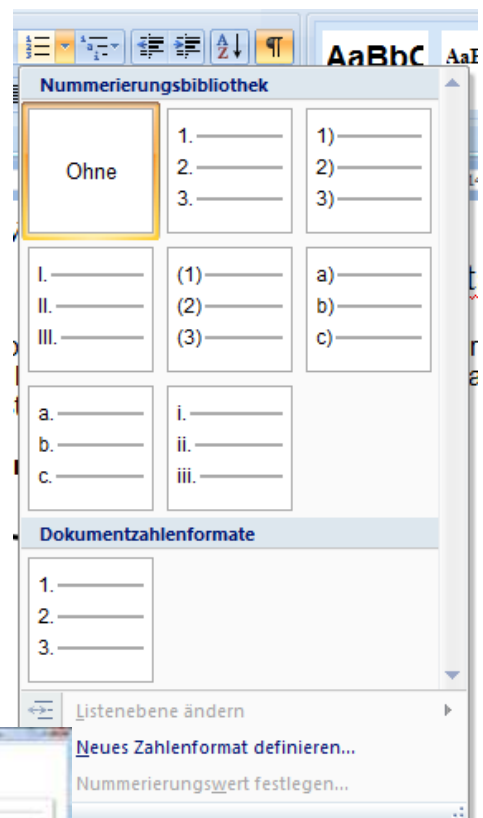 AaBbC AaB
Nummerierungsbibliothek
Ohne
1.
2.
3.
1)
2)
3)
I.
II.
III.
(1)
(2)
(3)
a)
b)
c)
a.
b.
c.
i.
ii.
iii.
Dokumentzahlenformate
1.
2.
3.
Listenebene ändern
Neues Zahlenformat definieren...
Nummerierungswert festlegen...